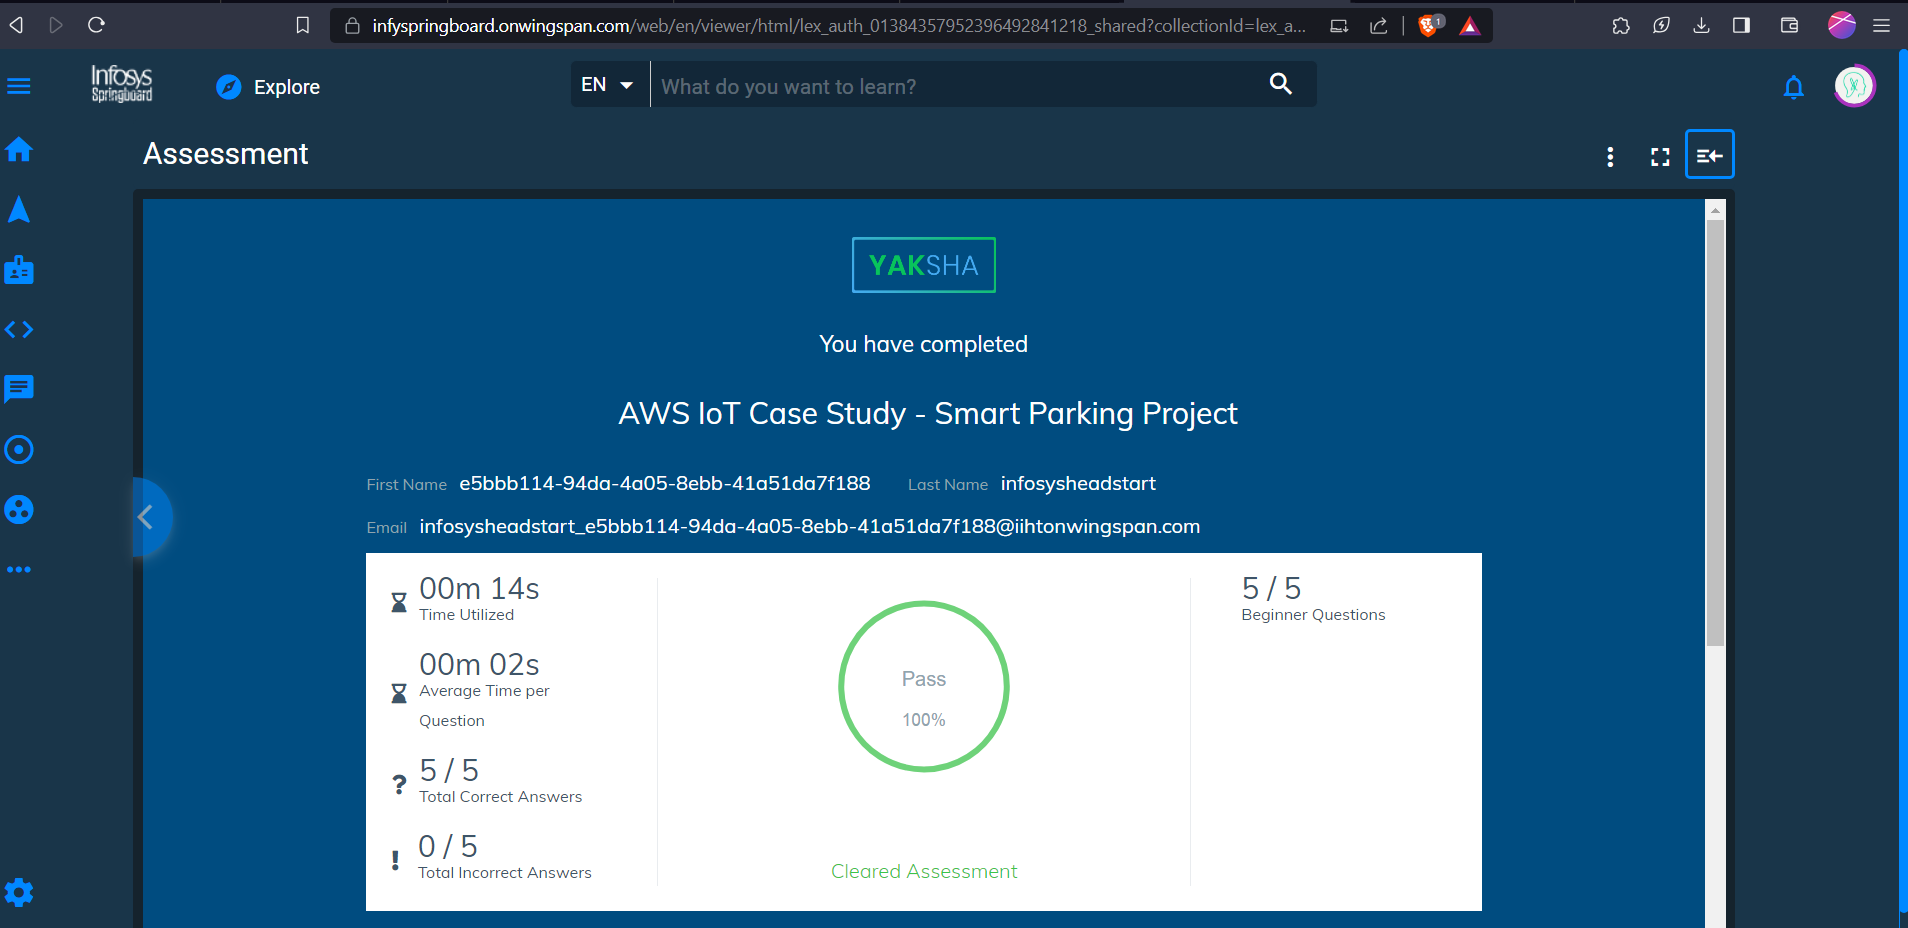 infyspringboard.onwingspan.com/web/en/viewer/html/lex_auth_01384357952396492841218_shared?collectionId=lex_a...
1
Infosys
Springboard
Explore
EN
What do you want to learn?
Assessment
YAKSHA
You have completed
AWS IoT Case Study - Smart Parking Project
First Name e5bbb114-94da-4a05-8ebb-41a51da7f188 Last Name infosysheadstart
Email infosysheadstart_e5bbb114-94da-4a05-8ebb-41a51da7f188@iihtonwingspan.com
00m 14s
Time Utilized
00m 02s
Average Time per
Question
5 / 5
Total Correct Answers
0 / 5
Total Incorrect Answers
Pass
100%
Cleared Assessment
5 / 5
Beginner Questions